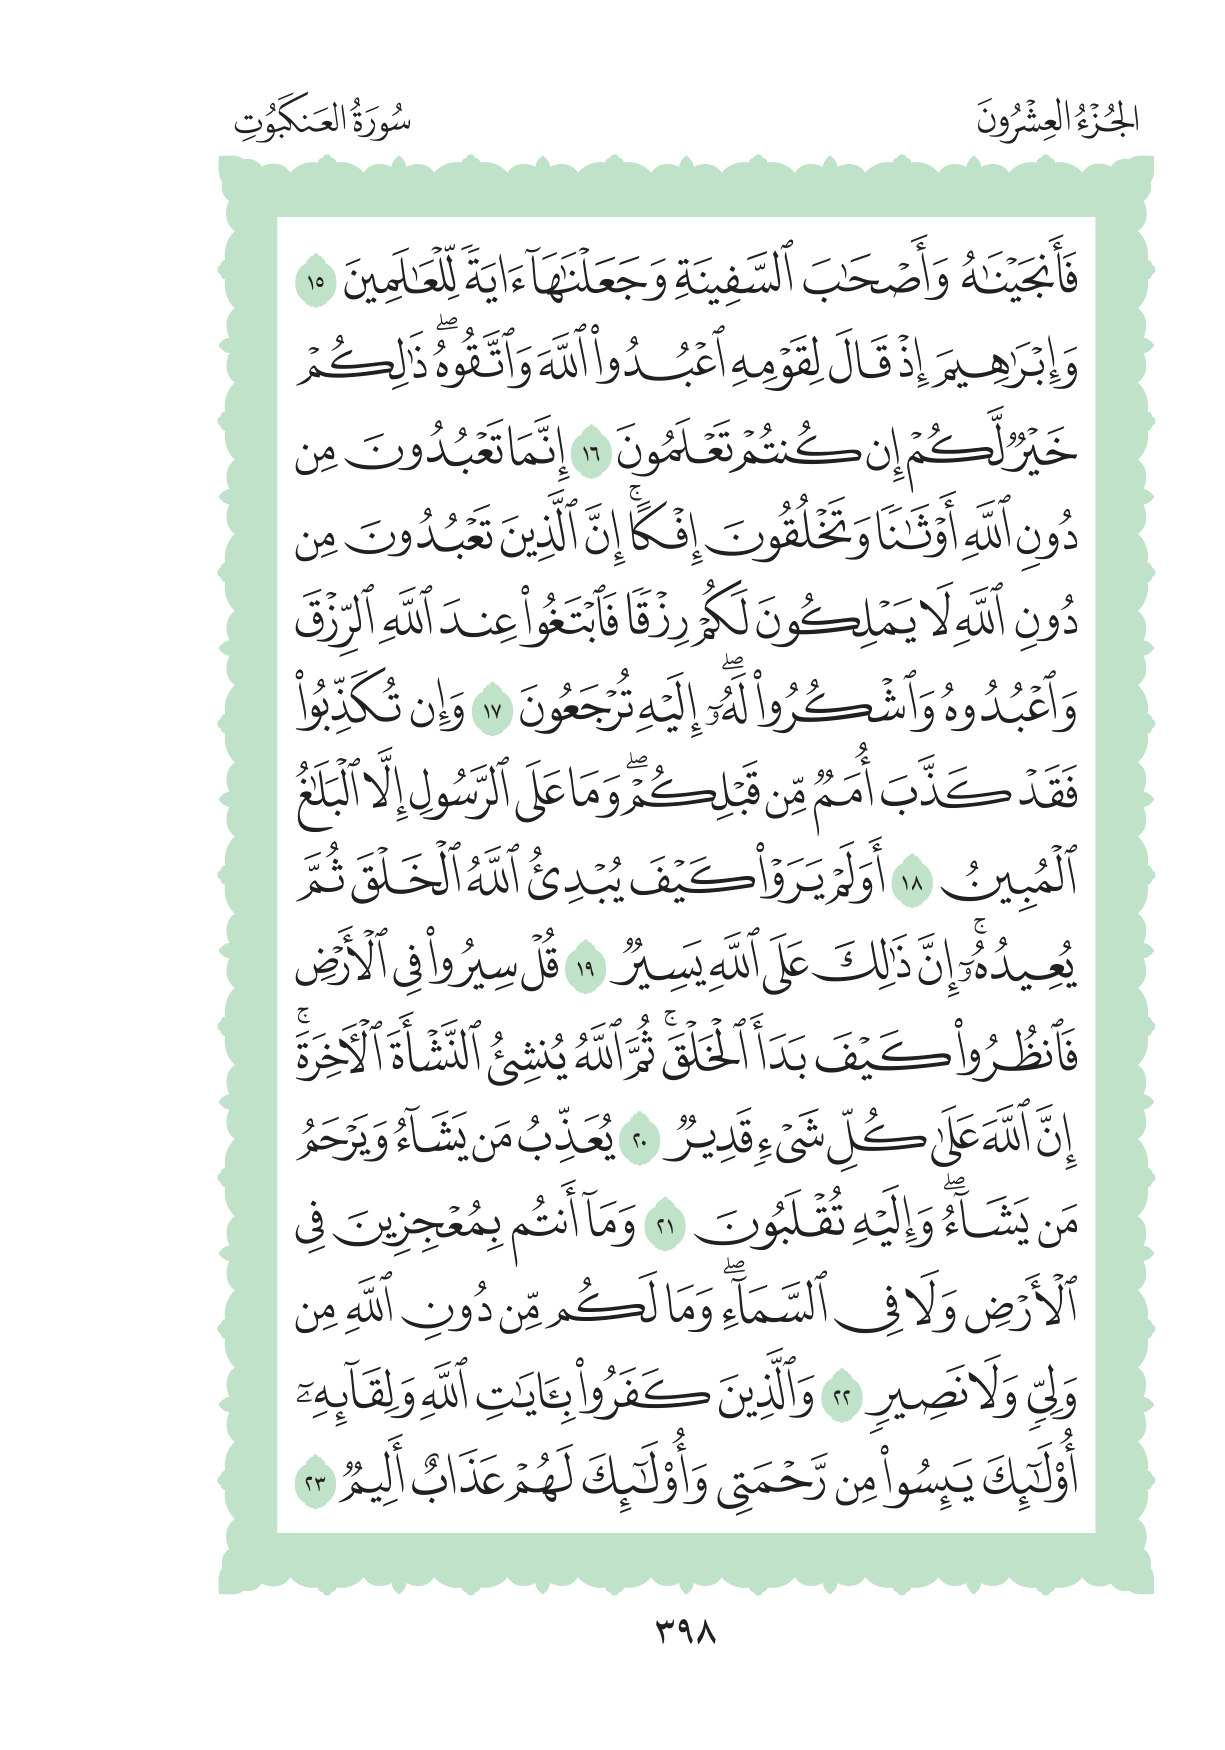 الجُزْءُ العِشْرُونَ
سُورَةُ العَنكَبُوتِ
فَأَنجَيْنَٰهُ وَأَصْحَٰبَ ٱلسَّفِينَةِ وَجَعَلْنَٰهَآ ءَايَةً لِّلْعَٰلَمِينَ ١٥
وَإِبْرَٰهِيمَ إِذْ قَالَ لِقَوْمِهِ ٱعْبُدُوا۟ ٱللَّهَ وَٱتَّقُوهُۖ ذَٰلِكُمْ
خَيْرٌ لَّكُمْ إِن كُنتُمْ تَعْلَمُونَ ١٦ إِنَّمَا تَعْبُدُونَ مِن
دُونِ ٱللَّهِ أَوْثَٰنًا وَتَخْلُقُونَ إِفْكًاۚ إِنَّ ٱلَّذِينَ تَعْبُدُونَ مِن
دُونِ ٱللَّهِ لَا يَمْلِكُونَ لَكُمْ رِزْقًا فَٱبْتَغُوا۟ عِندَ ٱللَّهِ ٱلرِّزْقَ
وَٱعْبُدُوهُ وَٱشْكُرُوا۟ لَهُۥٓۖ إِلَيْهِ تُرْجَعُونَ ١٧ وَإِن تُكَذِّبُوا۟
فَقَدْ كَذَّبَ أُمَمٌ مِّن قَبْلِكُمْۖ وَمَا عَلَى ٱلرَّسُولِ إِلَّا ٱلْبَلَٰغُ
ٱلْمُبِينُ ١٨ أَوَلَمْ يَرَوْا۟ كَيْفَ يُبْدِئُ ٱللَّهُ ٱلْخَلْقَ ثُمَّ
يُعِيدُهُۥٓۚ إِنَّ ذَٰلِكَ عَلَى ٱللَّهِ يَسِيرٌ ١٩ قُلْ سِيرُوا۟ فِى ٱلْأَرْضِ
فَٱنظُرُوا۟ كَيْفَ بَدَأَ ٱلْخَلْقَۚ ثُمَّ ٱللَّهُ يُنشِئُ ٱلنَّشْأَةَ ٱلْأَخِرَةَۚ
إِنَّ ٱللَّهَ عَلَىٰ كُلِّ شَىْءٍ قَدِيرٌ ٢٠ يُعَذِّبُ مَن يَشَآءُ وَيَرْحَمُ
مَن يَشَآءُۖ وَإِلَيْهِ تُقْلَبُونَ ٢١ وَمَآ أَنتُم بِمُعْجِزِينَ فِى
ٱلْأَرْضِ وَلَا فِى ٱلسَّمَآءِۖ وَمَا لَكُم مِّن دُونِ ٱللَّهِ مِن
وَلِىٍّ وَلَا نَصِيرٍ ٢٢ وَٱلَّذِينَ كَفَرُوا۟ بِـَٔايَٰتِ ٱللَّهِ وَلِقَآئِهِۦٓ
أُو۟لَٰٓئِكَ يَئِسُوا۟ مِن رَّحْمَتِى وَأُو۟لَٰٓئِكَ لَهُمْ عَذَابٌ أَلِيمٌ ٢٣
٣٩٨